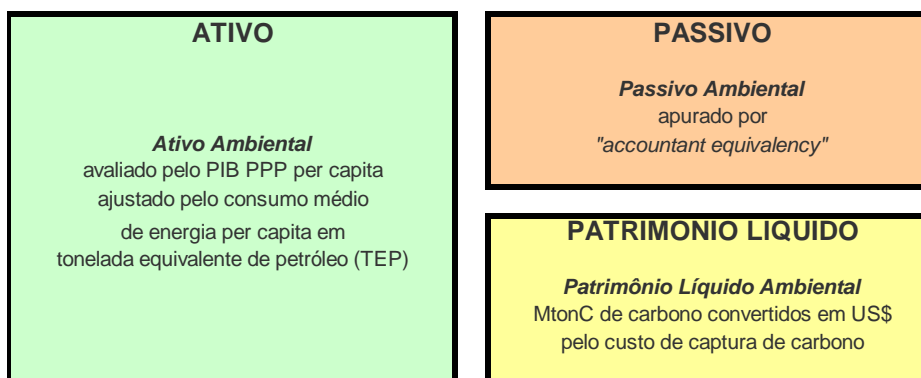 ATIVO
Ativo Ambiental
avaliado pelo PIB PPP per capita
ajustado pelo consumo médio
de energia per capita em
tonelada equivalente de petróleo (TEP)
PASSIVO
Passivo Ambiental
apurado por
"accountant equivalency"
PATRIMONIO LIQUIDO
Patrimônio Líquido Ambiental
MtonC de carbono convertidos em US$
pelo custo de captura de carbono